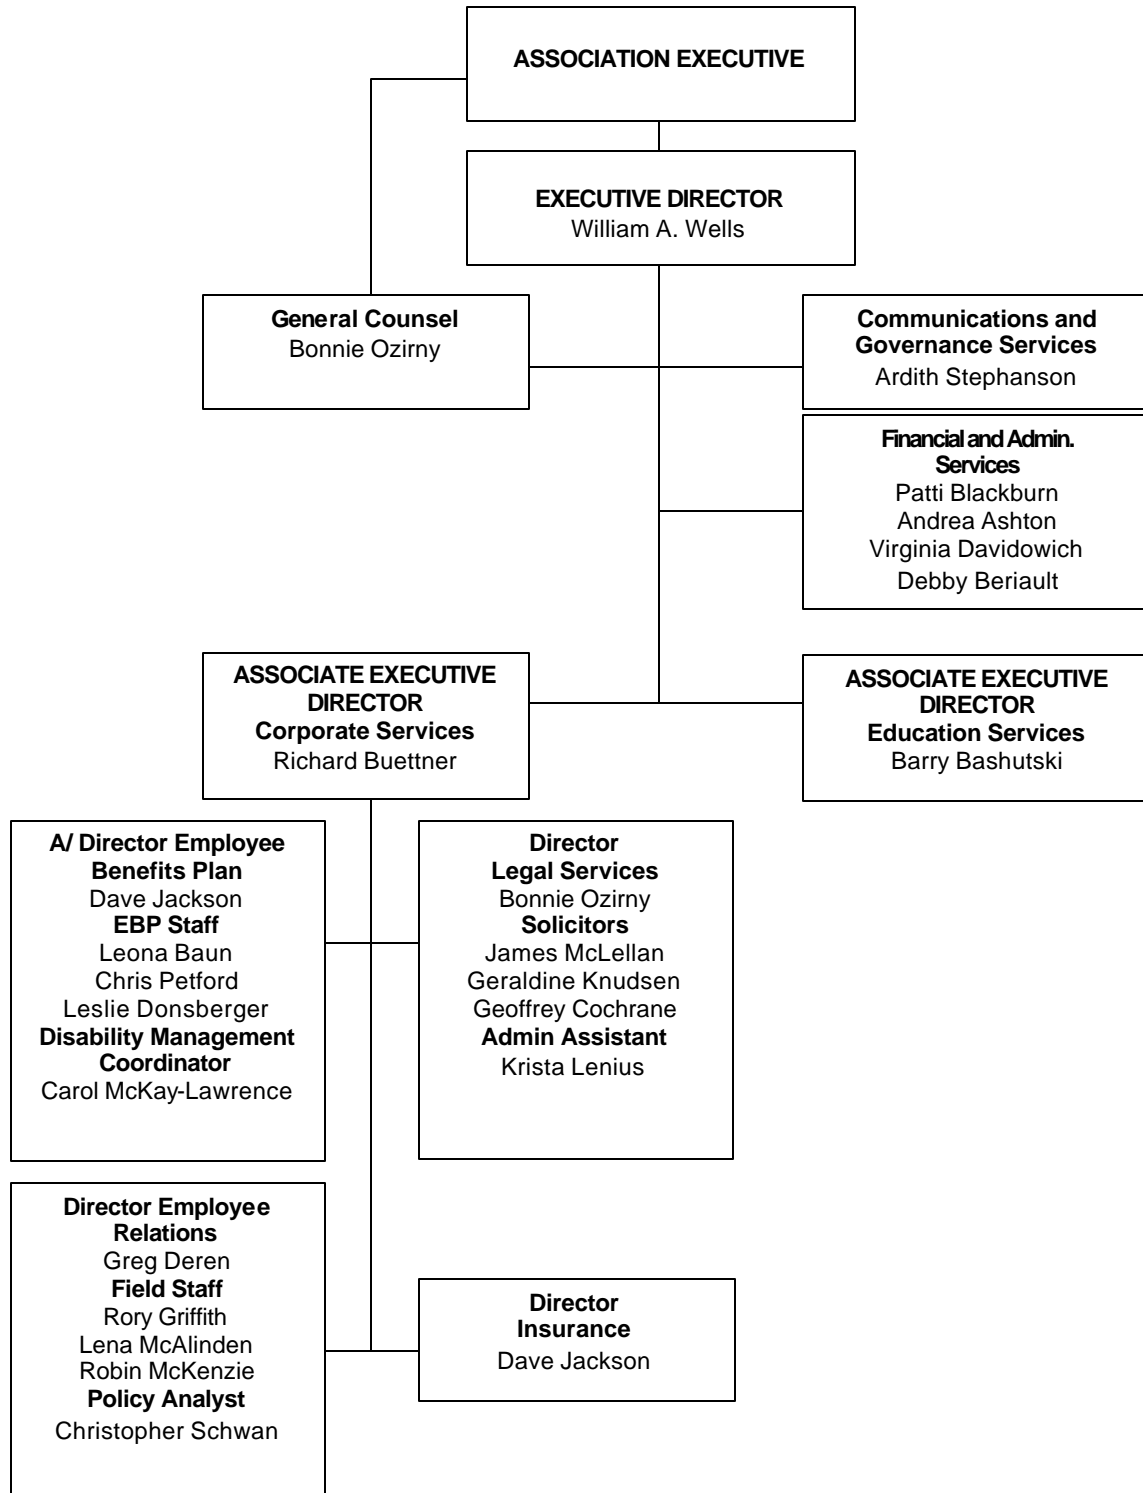 ASSOCIATION EXECUTIVE
EXECUTIVE DIRECTOR
William A. Wells
General Counsel
Bonnie Ozirny
Communications and
Governance Services
Ardith Stephanson
Financial and Admin.
Services
Patti Blackburn
Andrea Ashton
Virginia Davidowich
Debby Beriault
ASSOCIATE EXECUTIVE
DIRECTOR
Corporate Services
Richard Buettner
ASSOCIATE EXECUTIVE
DIRECTOR
Education Services
Barry Bashutski
A/ Director Employee
Benefits Plan
Dave Jackson
EBP Staff
Leona Baun
Chris Petford
Leslie Donsberger
Disability Management
Coordinator
Carol McKay-Lawrence
Director
Legal Services
Bonnie Ozirny
Solicitors
James McLellan
Geraldine Knudsen
Geoffrey Cochrane
Admin Assistant
Krista Lenius
Director Employee
Relations
Greg Deren
Field Staff
Rory Griffith
Lena McAlinden
Robin McKenzie
Policy Analyst
Christopher Schwan
Director
Insurance
Dave Jackson